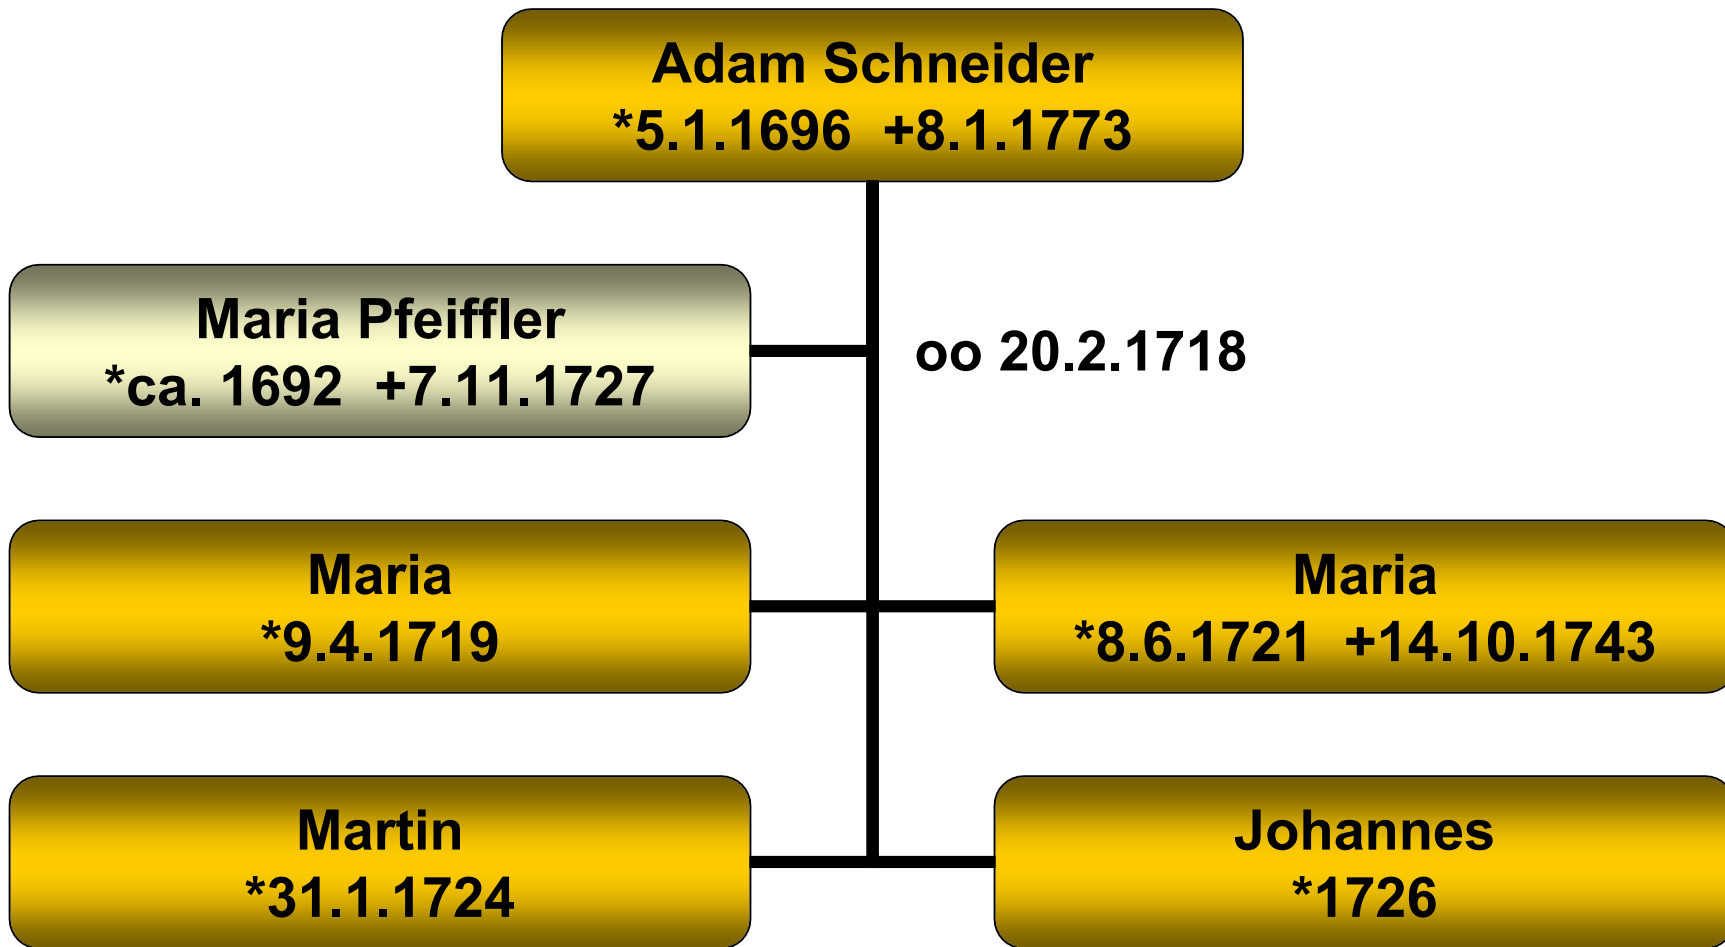 Adam Schneider
*5.1.1696 +8.1.1773
Maria Pfeiffler
*ca. 1692 +7.11.1727
oo 20.2.1718
Maria
*9.4.1719
Maria
*8.6.1721 +14.10.1743
Martin
*31.1.1724
Johannes
*1726